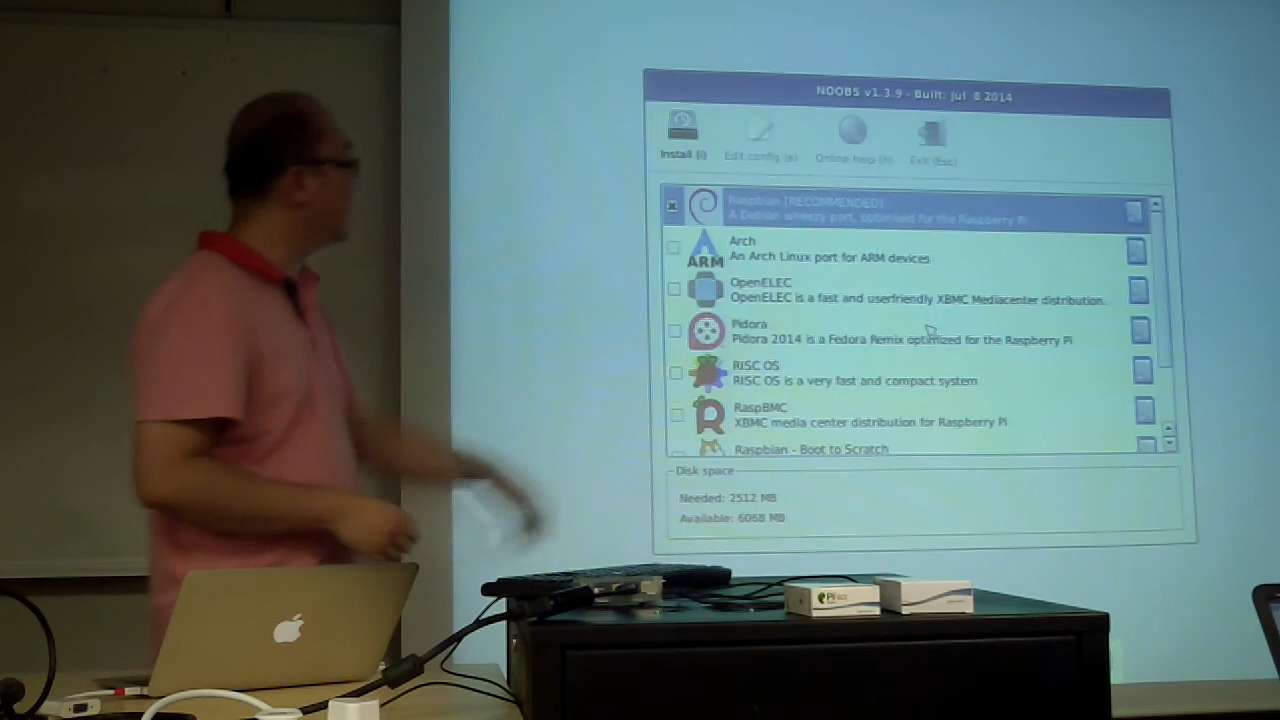 NOOBS v1.3.9 - Built: Jul 8 2014
Install (i)
Edit config (e)
Online help (h)
Exit (Esc)
Raspbian [RECOMMENDED]
A Debian wheezy port, optimised for the Raspberry Pi
Arch
An Arch Linux port for ARM devices
ARM
OpenELEC
OpenELEC is a fast and userfriendly XBMC Mediacenter distribution.
Pidora
Pidora 2014 is a Fedora Remix optimized for the Raspberry Pi
RISC OS
RISC OS is a very fast and compact system
RaspBMC
XBMC media center distribution for Raspberry Pi
Raspbian - Boot to Scratch
Disk space
Needed: 2512 MB
Available: 6068 MB